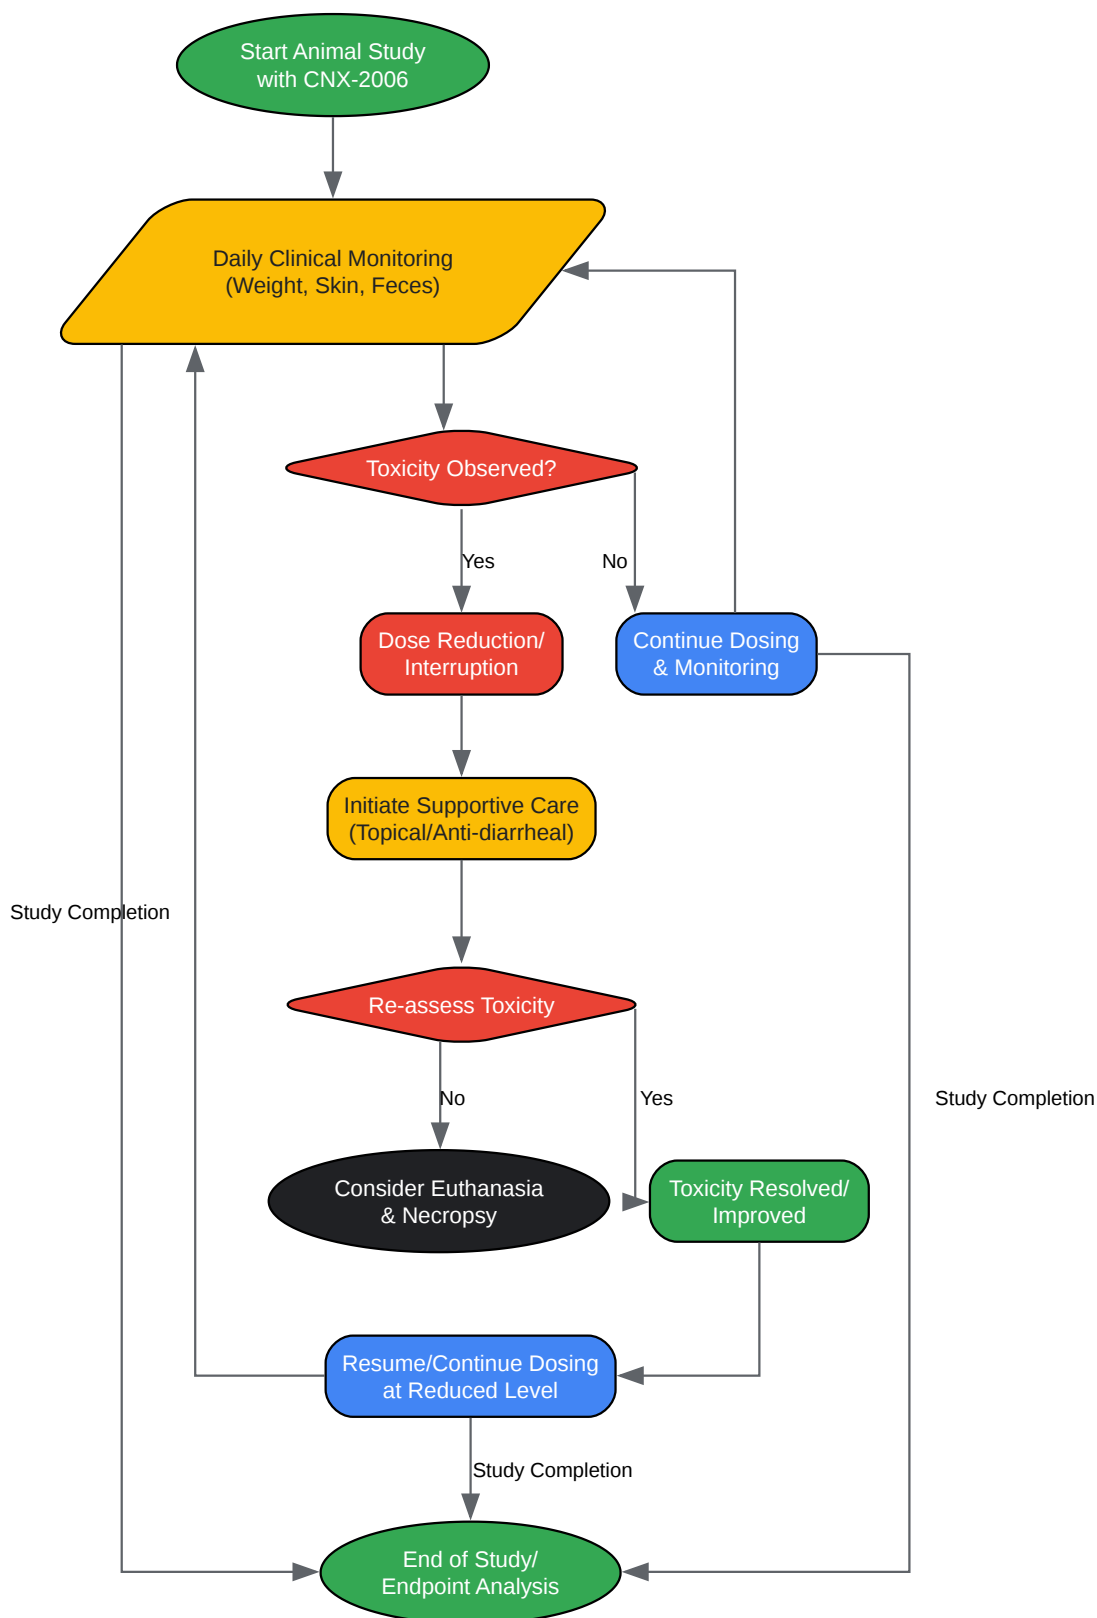 Start Animal Study
with CNX-2006
Daily Clinical Monitoring
(Weight, Skin, Feces)
Toxicity Observed?
Yes
No
Dose Reduction/
Interruption
Continue Dosing
& Monitoring
Initiate Supportive Care
(Topical/Anti-diarrheal)
Study Completion
Re-assess Toxicity
No
Yes
Study Completion
Consider Euthanasia
& Necropsy
Toxicity Resolved/
Improved
Resume/Continue Dosing
at Reduced Level
Study Completion
End of Study/
Endpoint Analysis